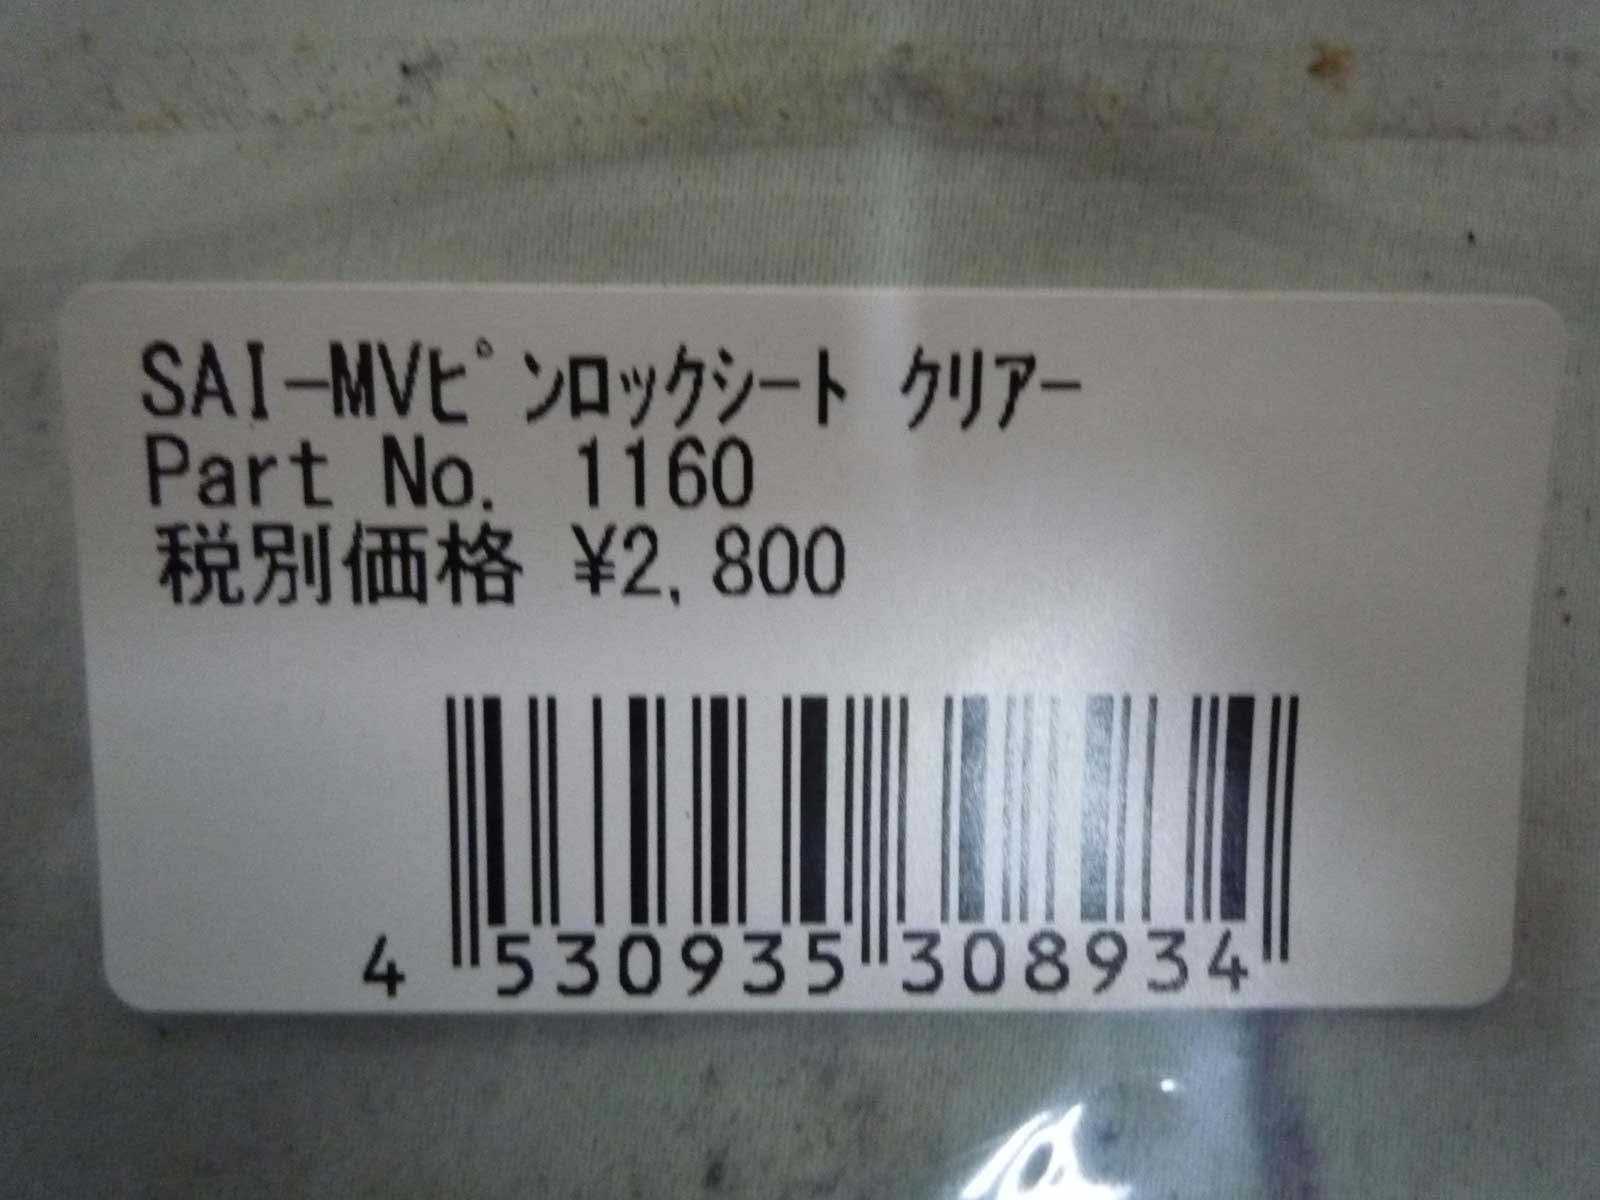 SAI-MVﾋﾟﾝﾛｯｸｼｰﾄ ｸﾘｱｰ
Part No. 1160
税別価格 ¥2,800
4 530935 308934